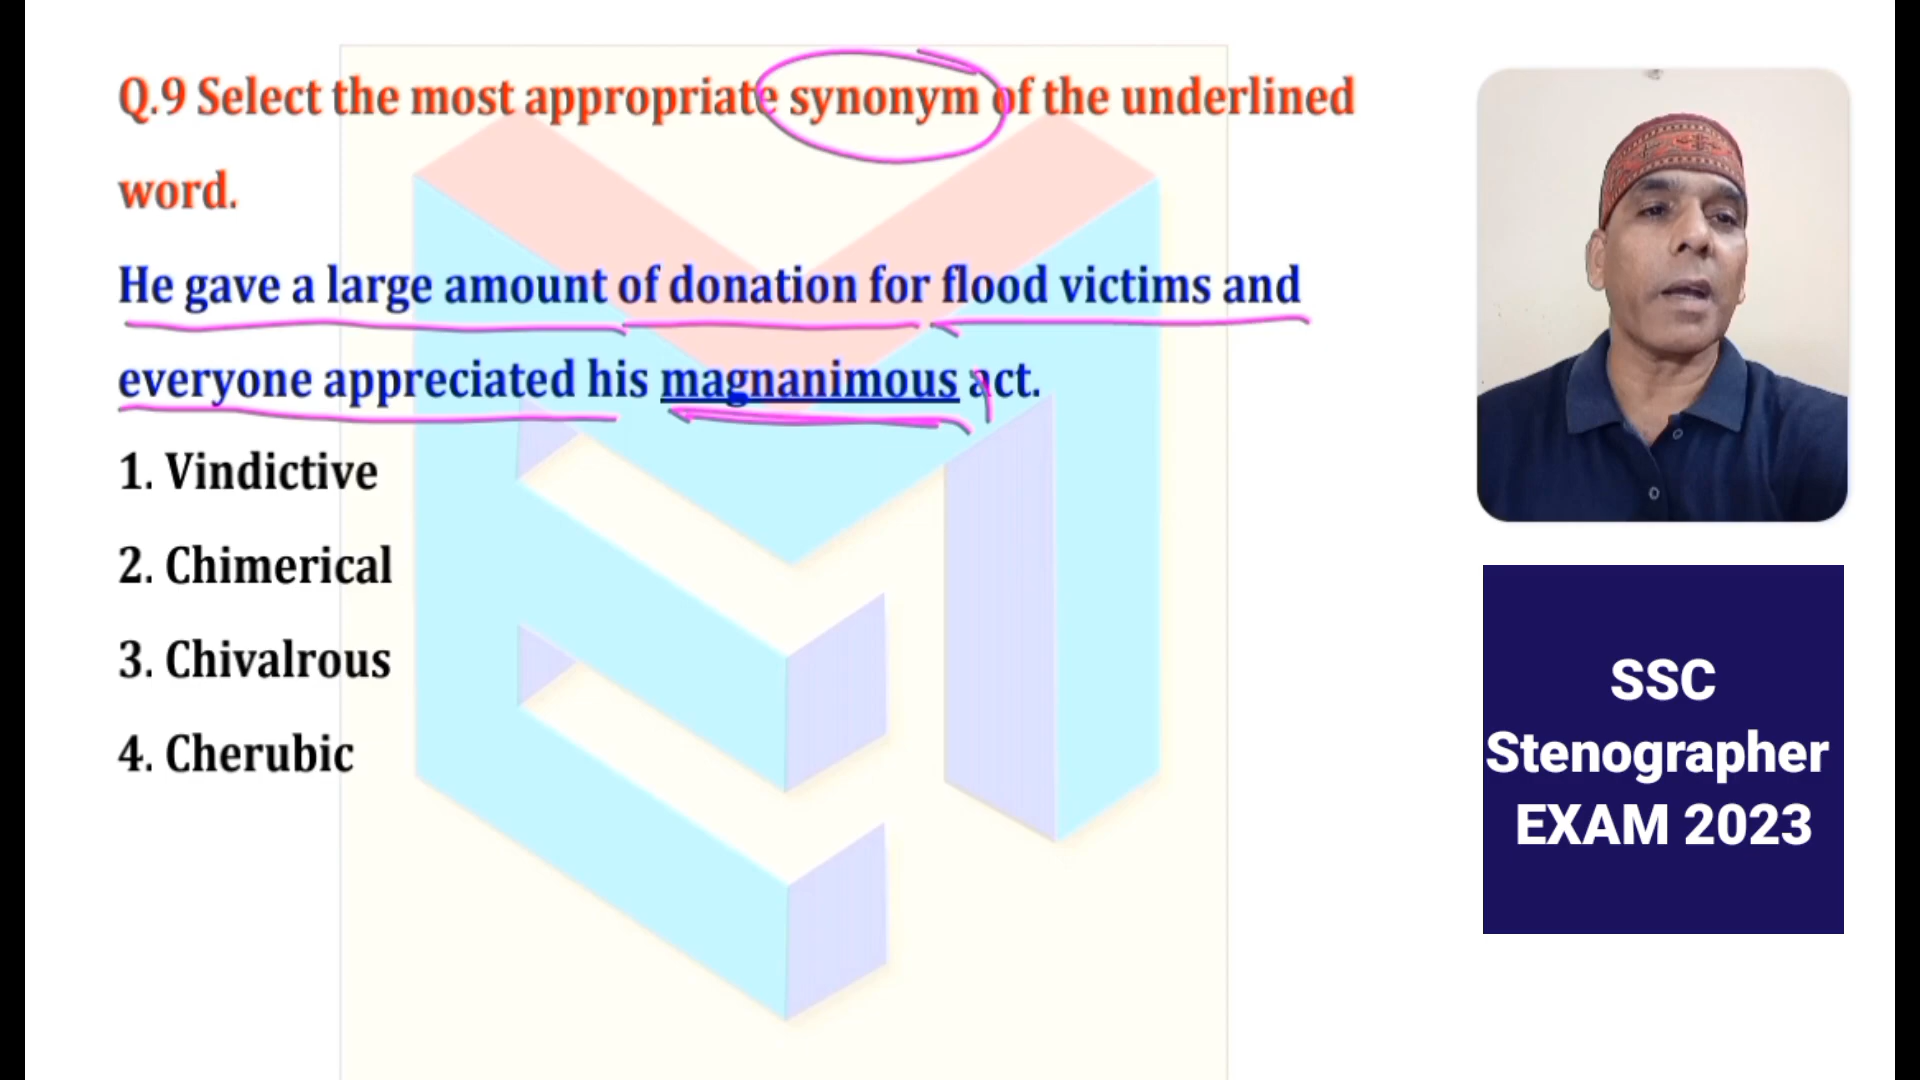 Q.9 Select the most appropriate synonym of the underlined
word.
He gave a large amount of donation for flood victims and
everyone appreciated his magnanimous act.
1. Vindictive
2. Chimerical
3. Chivalrous
4. Cherubic
SSC
Stenographer
EXAM 2023